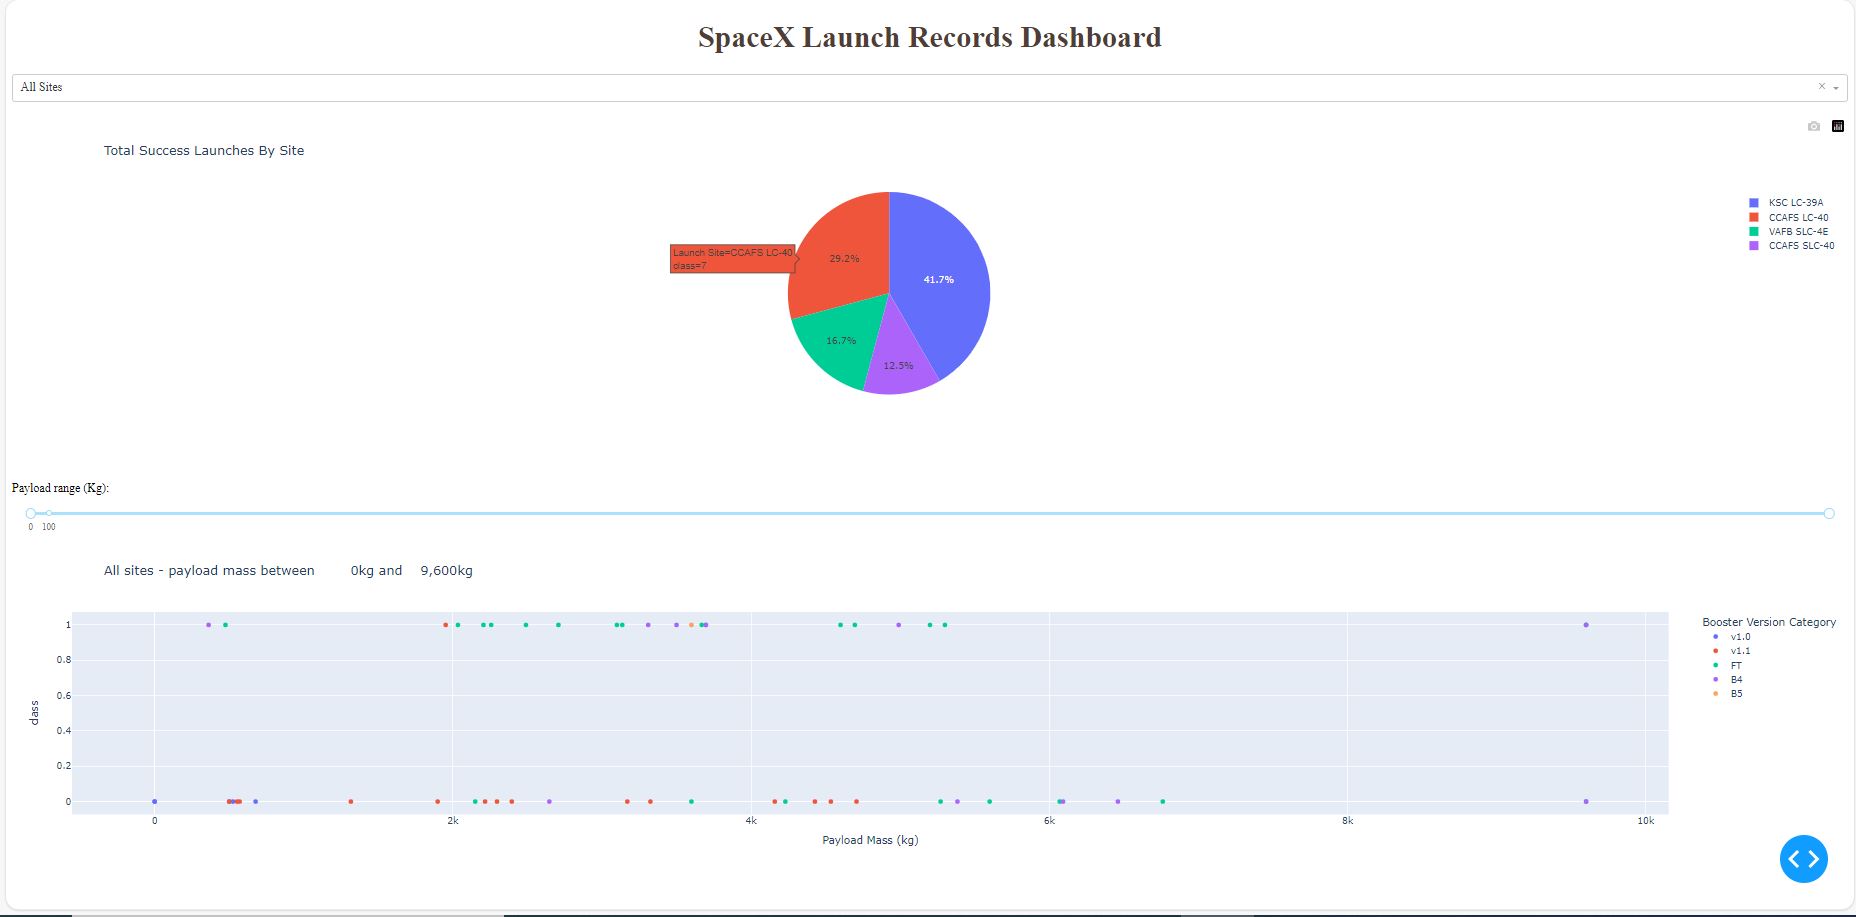 SpaceX Launch Records Dashboard
All Sites
Total Success Launches By Site
KSC LC-39A
CCAFS LC-40
VAFB SLC-4E
CCAFS SLC-40
Launch Site=CCAFS LC-40
class=7
29.2%
41.7%
16.7%
12.5%
Payload range (Kg):
0 100
All sites - payload mass between 0kg and 9,600kg
Booster Version Category
v1.0
v1.1
FT
B4
B5
class
1
0.8
0.6
0.4
0.2
0
0 2k 4k 6k 8k 10k
Payload Mass (kg)